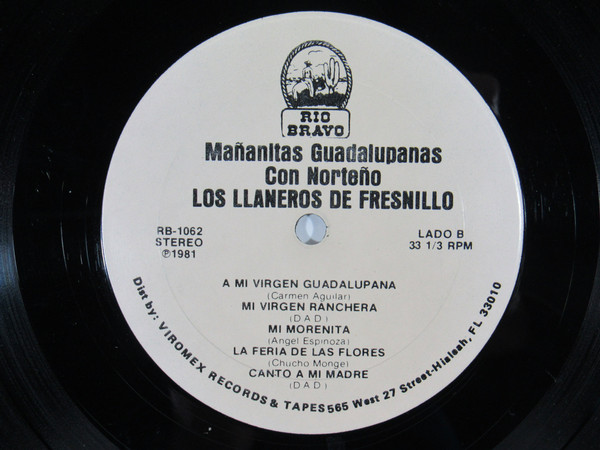 RIO
BRAVO
Mañanitas Guadalupanas
Con Norteño
LOS LLANEROS DE FRESNILLO
RB-1062
STEREO
℗1981
LADO B
33 1/3 RPM
A MI VIRGEN GUADALUPANA
(Carmen Aguilar)
MI VIRGEN RANCHERA
(D A D)
MI MORENITA
(Angel Espinoza)
LA FERIA DE LAS FLORES
(Chucho Monge)
CANTO A MI MADRE
(D A D)
Dist by: VIROMEX RECORDS & TAPES 565 West 27 Street-Hialeah, FL 33010